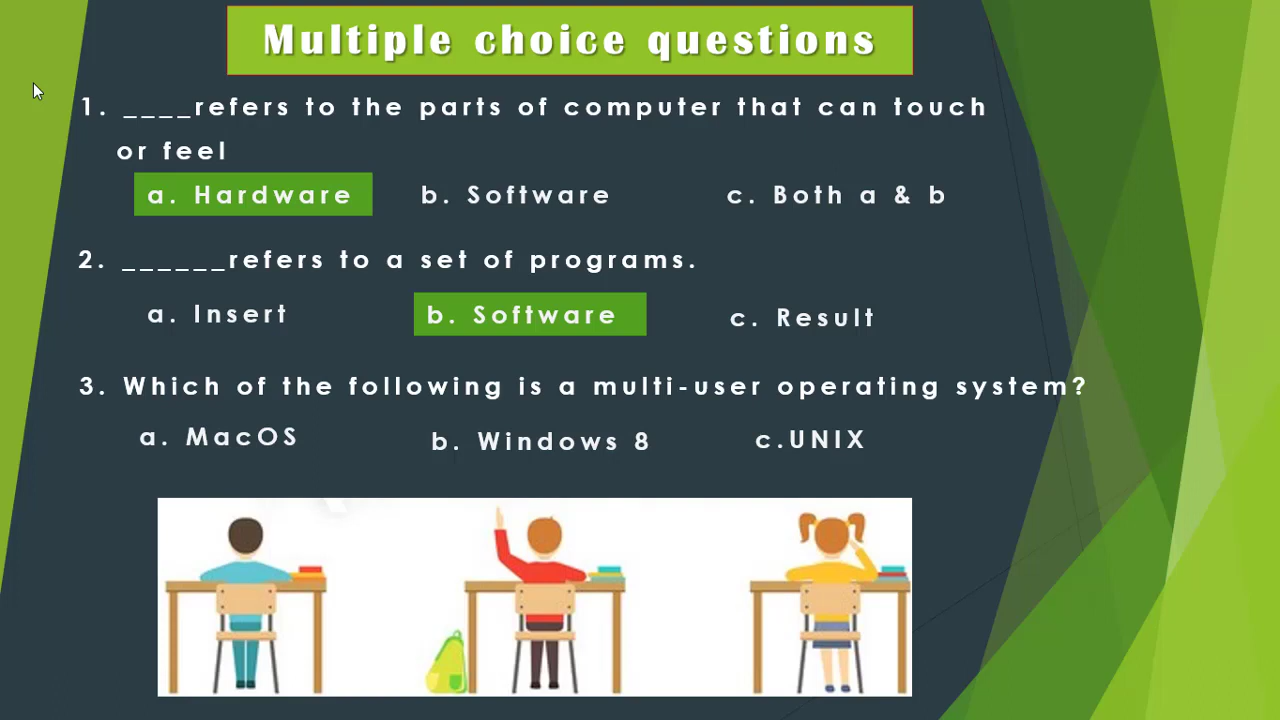 Multiple choice questions
1. ____refers to the parts of computer that can touch
or feel
a. Hardware b. Software c. Both a & b
2. ______refers to a set of programs.
a. Insert b. Software c. Result
3. Which of the following is a multi-user operating system?
a. MacOS b. Windows 8 c.UNIX